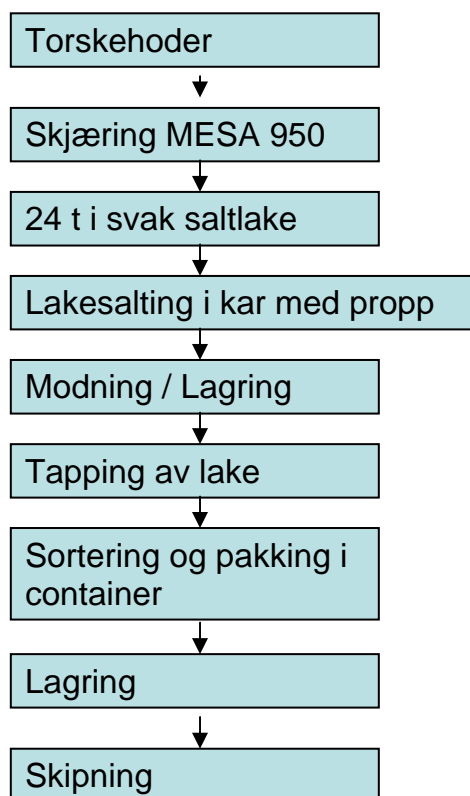 Torskehoder
Skjæring MESA 950
24 t i svak saltlake
Lakesalting i kar med propp
Modning / Lagring
Tapping av lake
Sortering og pakking i
container
Lagring
Skipning